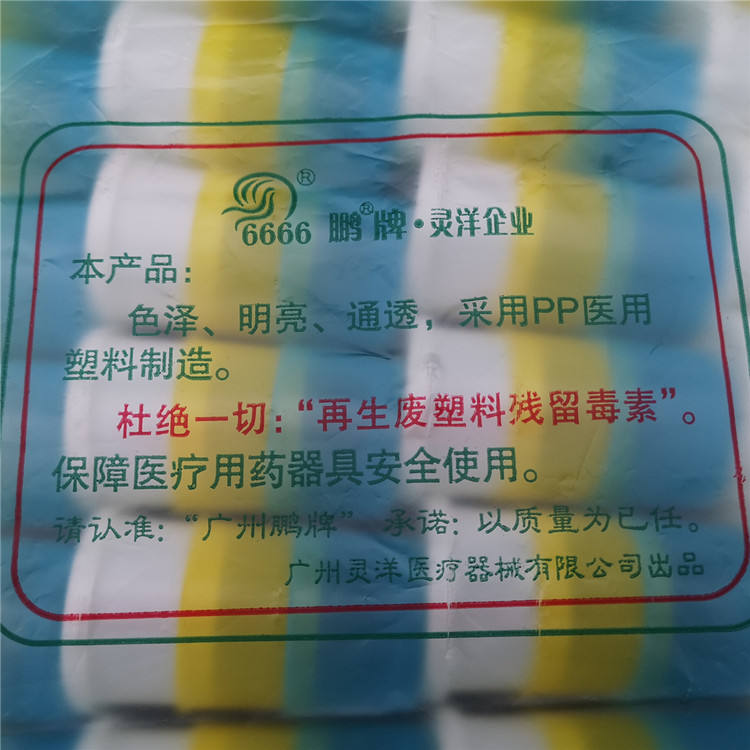 ®
6666 鹏®牌·灵洋企业
本产品：
色泽、明亮、通透，采用PP医用
塑料制造。
杜绝一切：“再生废塑料残留毒素”。
保障医疗用药器具安全使用。
请认准：“广州鹏牌” 承诺：以质量为已任。
广州灵洋医疗器械有限公司出品